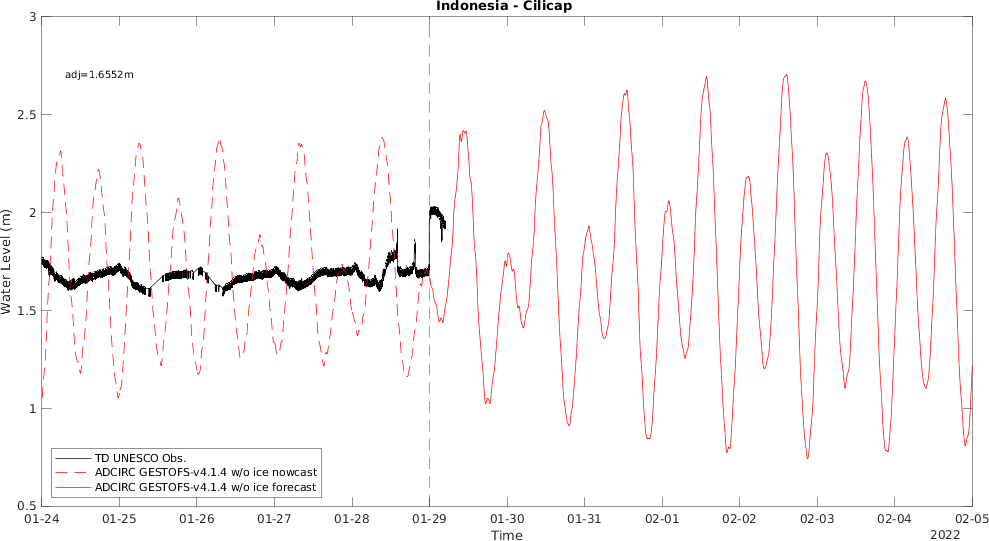 Indonesia - Cilicap
3
adj=1.6552m
2.5
2
Water Level (m)
1.5
1
TD UNESCO Obs.
ADCIRC GESTOFS-v4.1.4 w/o ice nowcast
ADCIRC GESTOFS-v4.1.4 w/o ice forecast
0.5
01-24 01-25 01-26 01-27 01-28 01-29 01-30 01-31 02-01 02-02 02-03 02-04 02-05
Time
2022